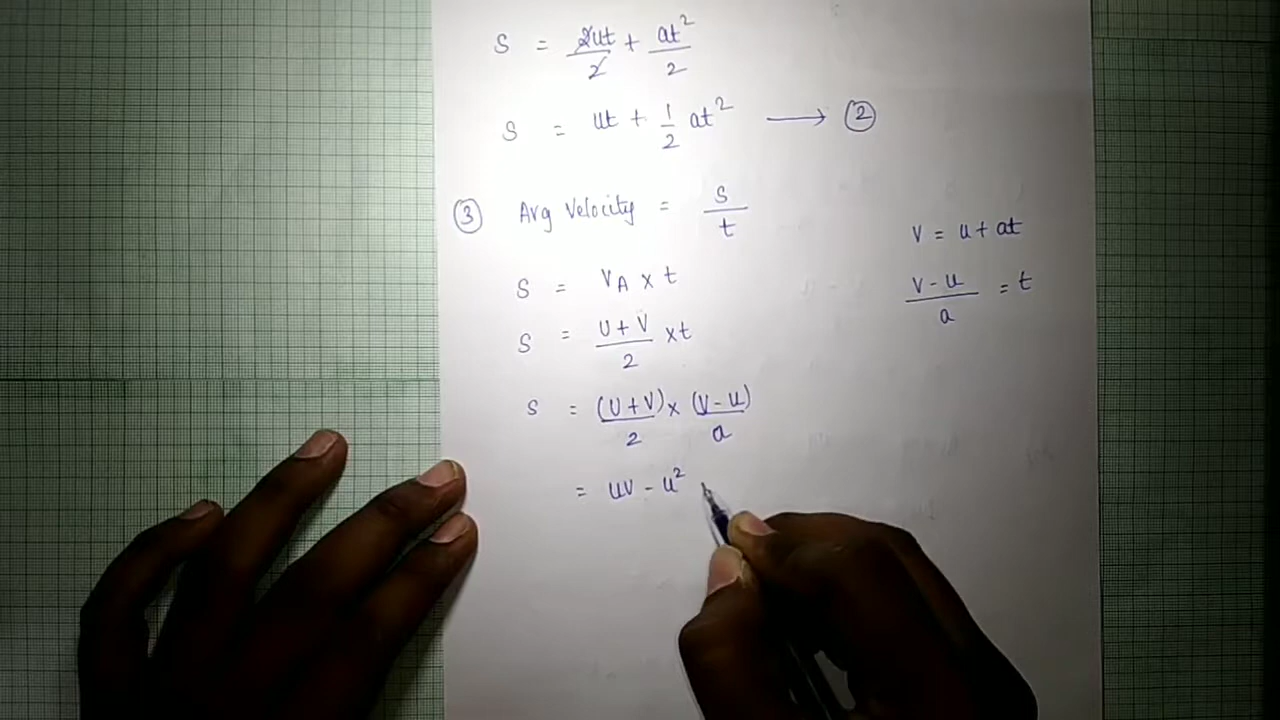 S = 2ut/2 + at²/2
S = ut + 1/2 at² ⟶ ②
③ Avg Velocity = S/t
S = VA × t
S = U+V/2 × t
S = (U+V)/2 × (V-U)/a
= uv - u²
V = u + at
V-u/a = t